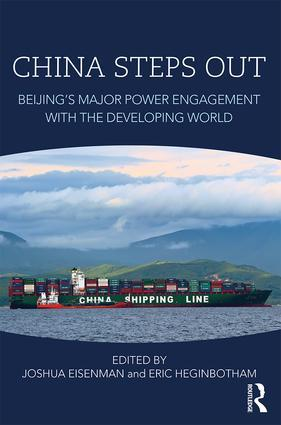 CHINA STEPS OUT
BEIJING'S MAJOR POWER ENGAGEMENT
WITH THE DEVELOPING WORLD
CHINA SHIPPING LINE
EDITED BY
JOSHUA EISENMAN and ERIC HEGINBOTHAM
ROUTLEDGE